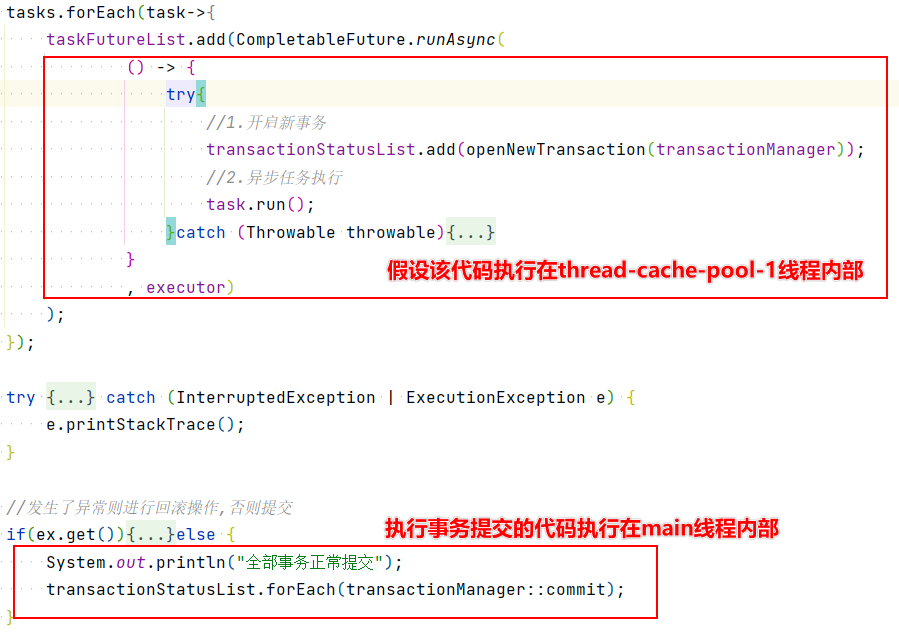 tasks.forEach(task->{
taskFutureList.add(CompletableFuture.runAsync(
() -> {
try{
//1.开启新事务
transactionStatusList.add(openNewTransaction(transactionManager));
//2.异步任务执行
task.run();
}catch (Throwable throwable){...}
}
假设该代码执行在thread-cache-pool-1线程内部
, executor)
);
});
try {...} catch (InterruptedException | ExecutionException e) {
e.printStackTrace();
}
//发生了异常则进行回滚操作,否则提交
if(ex.get()){...}else {
执行事务提交的代码执行在main线程内部
System.out.println("全部事务正常提交");
transactionStatusList.forEach(transactionManager::commit);
}